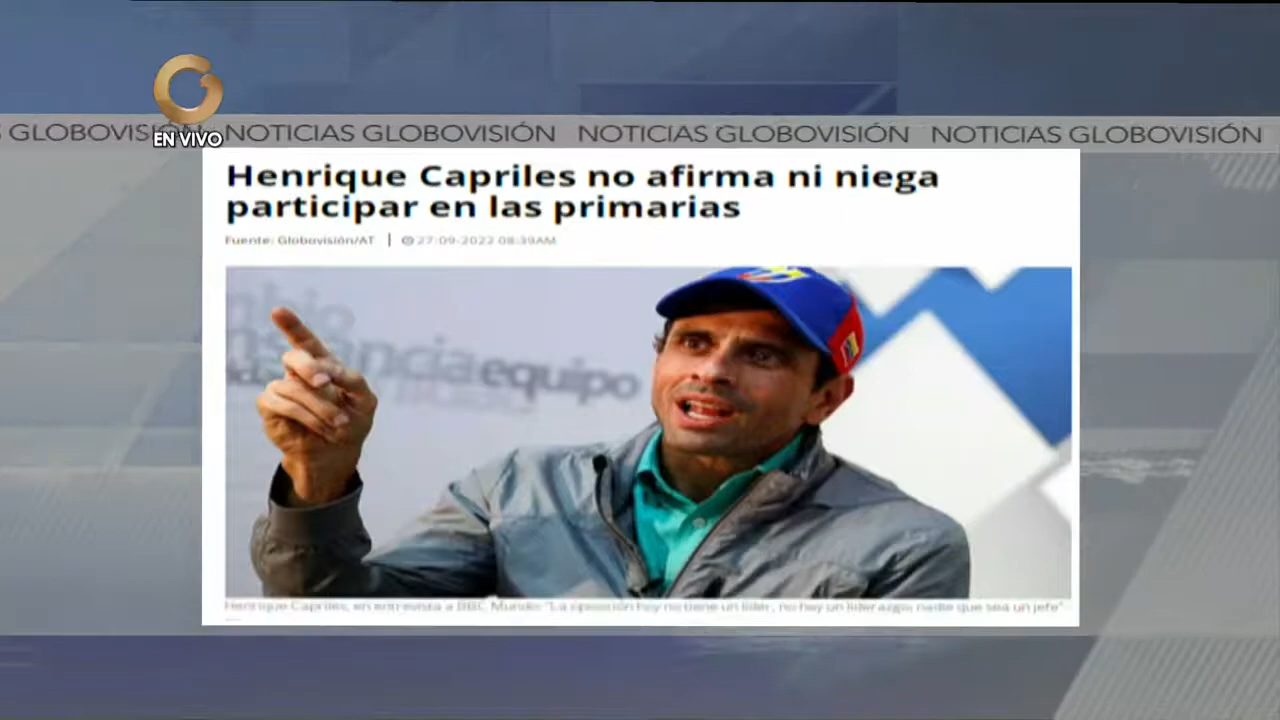 S GLOBOVISIÓN NOTICIAS GLOBOVISIÓN NOTICIAS GLOBOVISIÓN NOTICIAS GLOBOVISIÓN
EN VIVO
Henrique Capriles no afirma ni niega
participar en las primarias
Fuente: Globovisión/AT | 27-09-2022 08:39AM
nbio
nstanciaequipo
Henrique Capriles, en entrevista a BBC Mundo: "La oposición hoy no tiene un líder, no hay un liderazgo, nadie que sea un jefe"